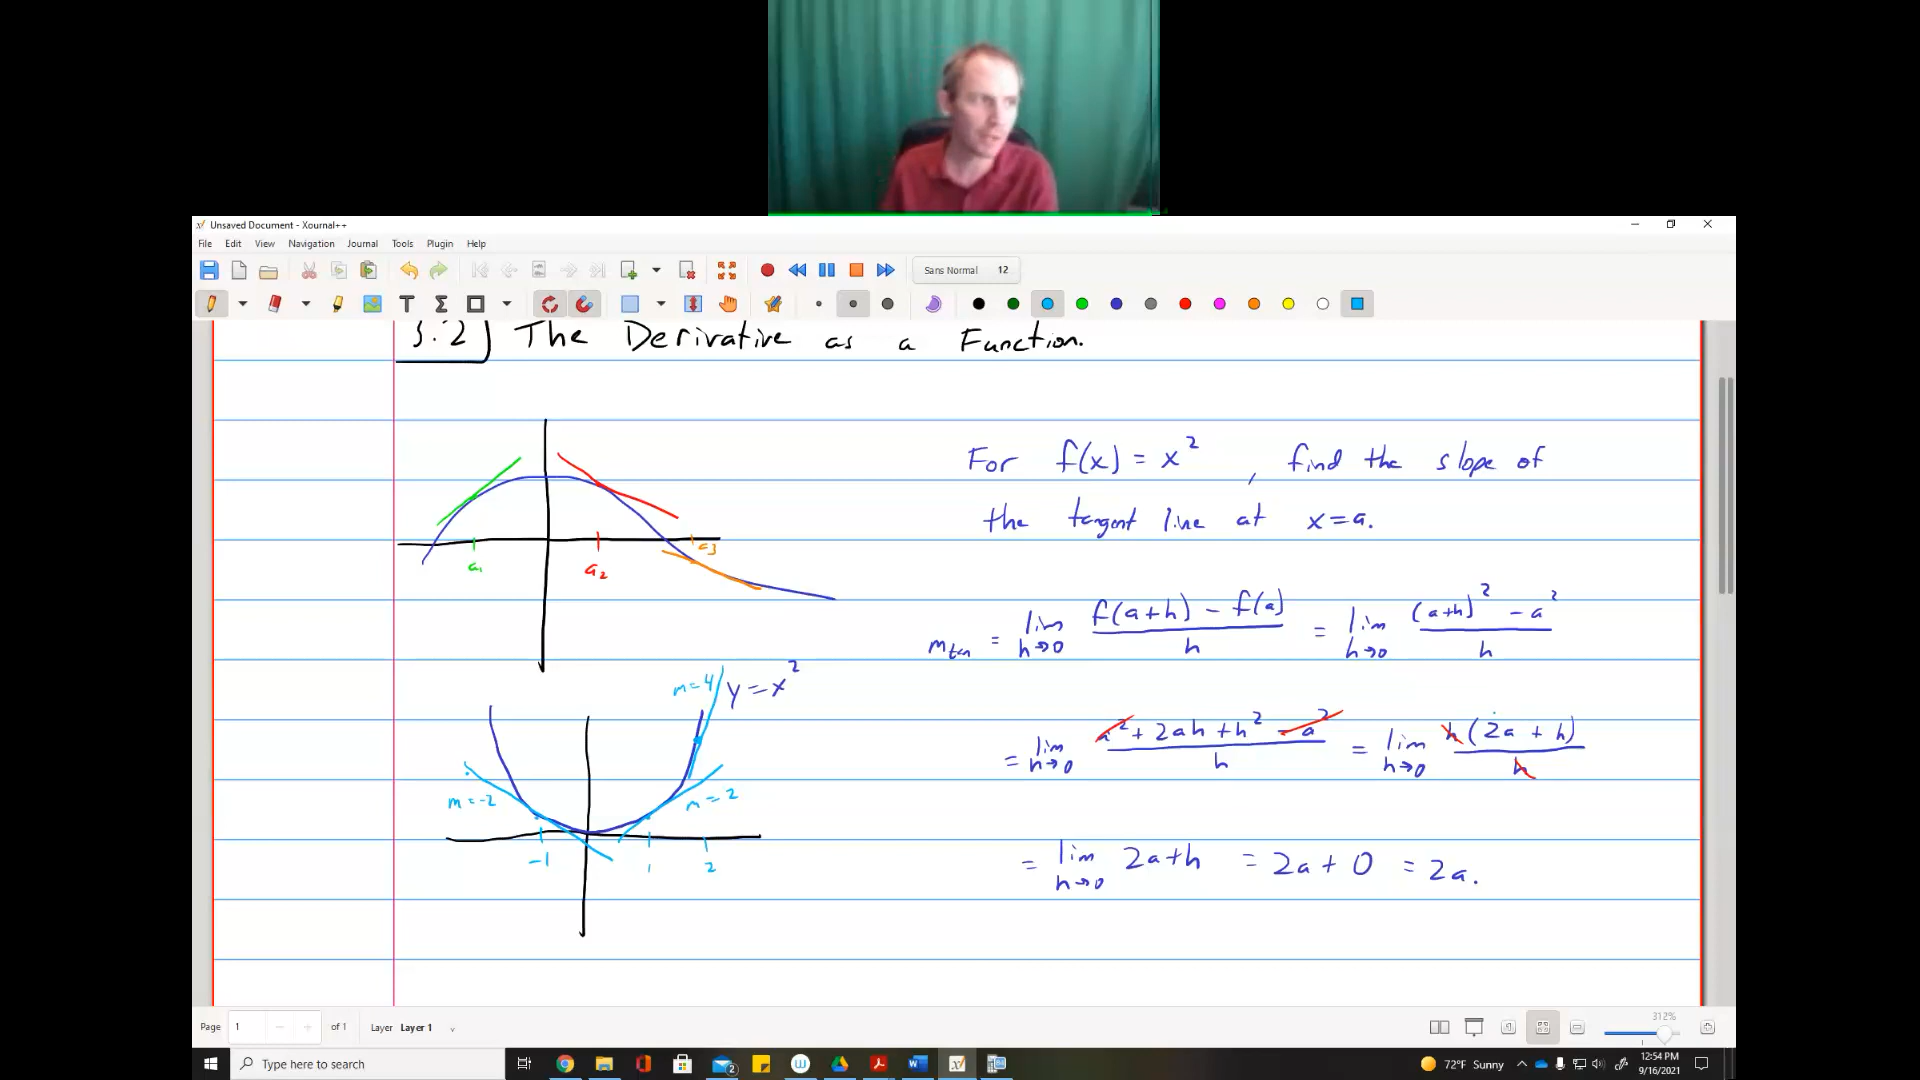 Unsaved Document - Xournal++
File Edit View Navigation Journal Tools Plugin Help
Sans Normal 12
3.2] The Derivative as a Function.
a₁ a₂ a₃
For f(x) = x², find the slope of
the tangent line at x=a.
m_tan = lim h→0 (f(a+h) − f(a))/h = lim h→0 ((a+h)² − a²)/h
= lim h→0 (a² + 2ah + h² − a²)/h = lim h→0 h(2a + h)/h
= lim h→0 2a+h = 2a + 0 = 2a.
m=4 y=x²
m=-2 m=2
-1 1 2
Page 1 of 1 Layer Layer 1
312%
Type here to search
2
72°F Sunny
12:54 PM
9/16/2021